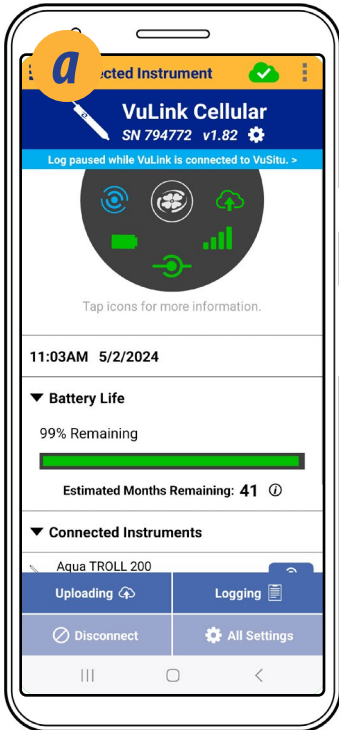 a
cted Instrument
VuLink Cellular
SN 794772 v1.82
Log paused while VuLink is connected to VuSitu. >
Tap icons for more information.
11:03AM 5/2/2024
Battery Life
99% Remaining
Estimated Months Remaining: 41
Connected Instruments
Aqua TROLL 200
Uploading
Logging
Disconnect
All Settings